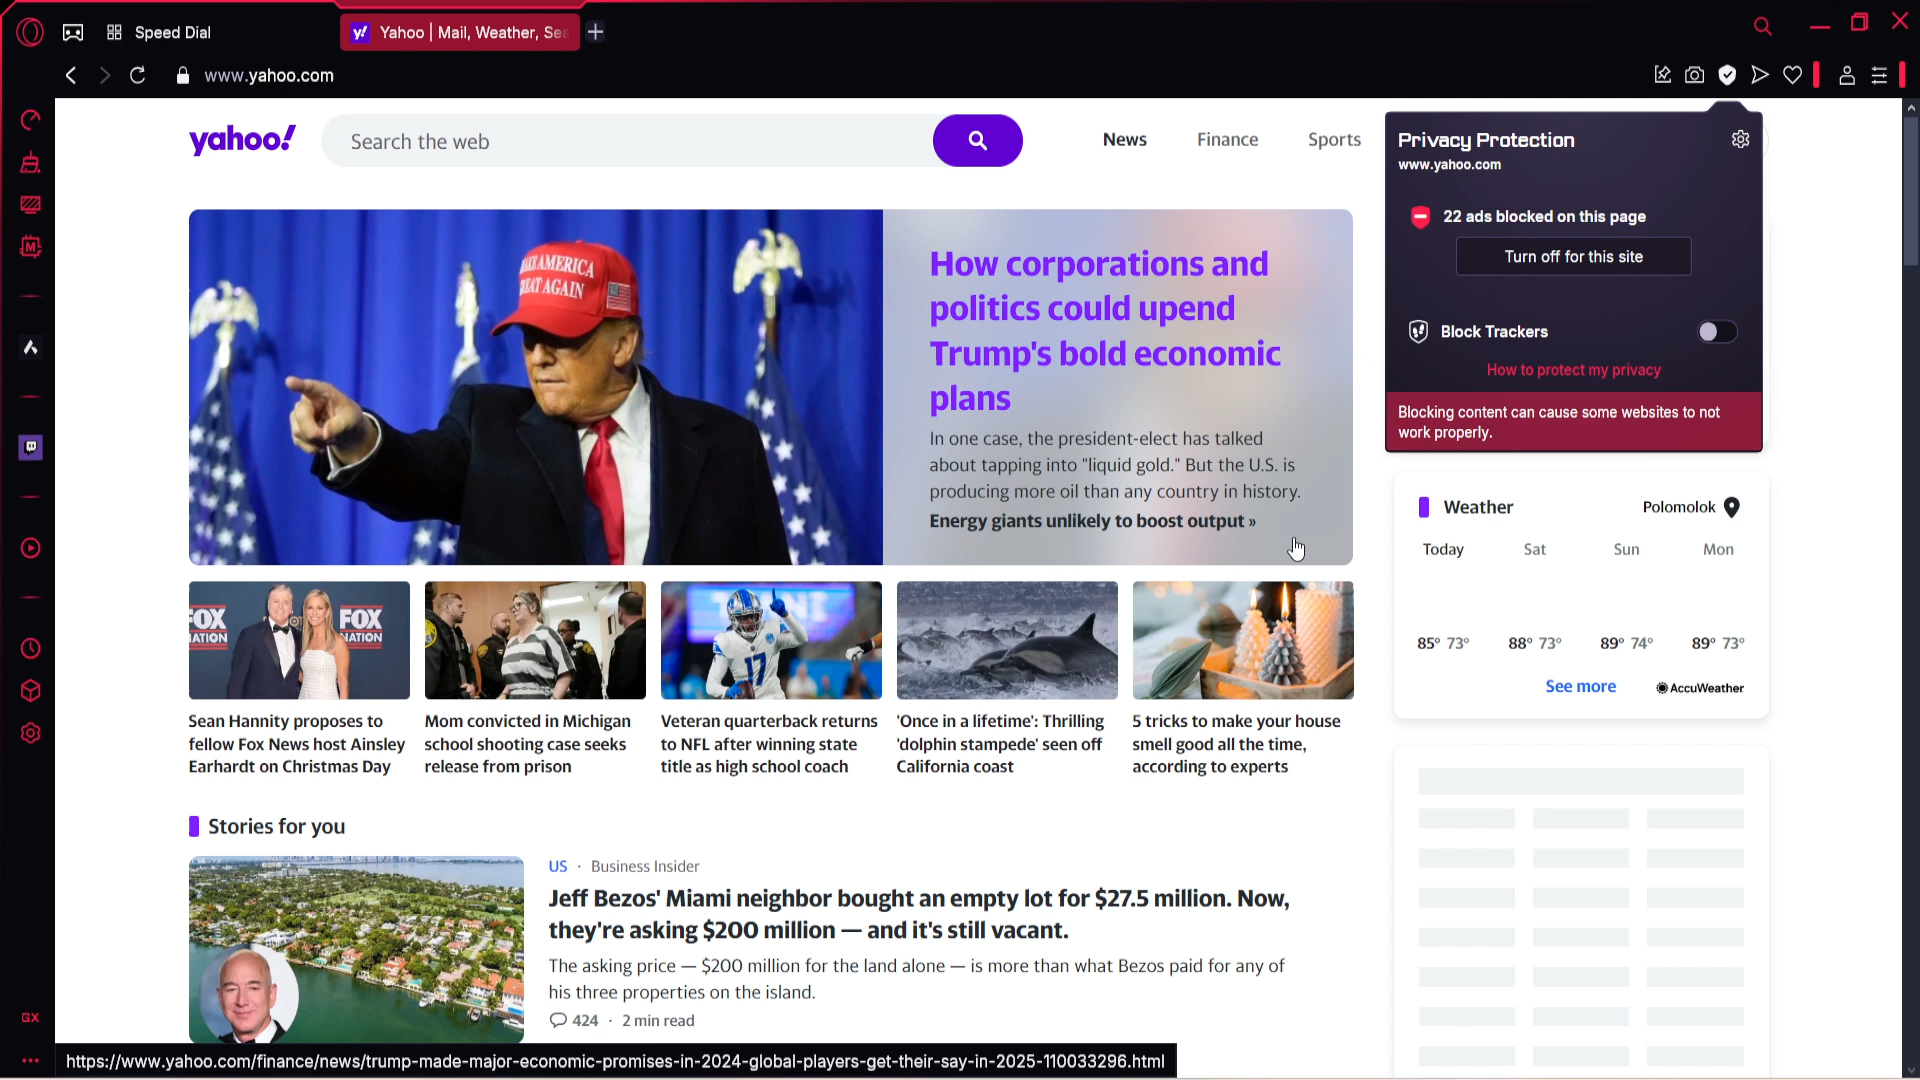 Speed Dial
y! Yahoo | Mail, Weather, Sea
www.yahoo.com
yahoo!
Search the web
News
Finance
Sports
Privacy Protection
www.yahoo.com
22 ads blocked on this page
Turn off for this site
Block Trackers
How to protect my privacy
Blocking content can cause some websites to not
work properly.
MAKE AMERICA
GREAT AGAIN
How corporations and
politics could upend
Trump's bold economic
plans
In one case, the president-elect has talked
about tapping into "liquid gold." But the U.S. is
producing more oil than any country in history.
Energy giants unlikely to boost output »
Weather
Polomolok
Today
Sat
Sun
Mon
85° 73°
88° 73°
89° 74°
89° 73°
See more
AccuWeather
FOX
NATION
FOX
NATION
17
Sean Hannity proposes to
fellow Fox News host Ainsley
Earhardt on Christmas Day
Mom convicted in Michigan
school shooting case seeks
release from prison
Veteran quarterback returns
to NFL after winning state
title as high school coach
'Once in a lifetime': Thrilling
'dolphin stampede' seen off
California coast
5 tricks to make your house
smell good all the time,
according to experts
Stories for you
US · Business Insider
Jeff Bezos' Miami neighbor bought an empty lot for $27.5 million. Now,
they're asking $200 million — and it's still vacant.
The asking price — $200 million for the land alone — is more than what Bezos paid for any of
his three properties on the island.
424 · 2 min read
GX
https://www.yahoo.com/finance/news/trump-made-major-economic-promises-in-2024-global-players-get-their-say-in-2025-110033296.html